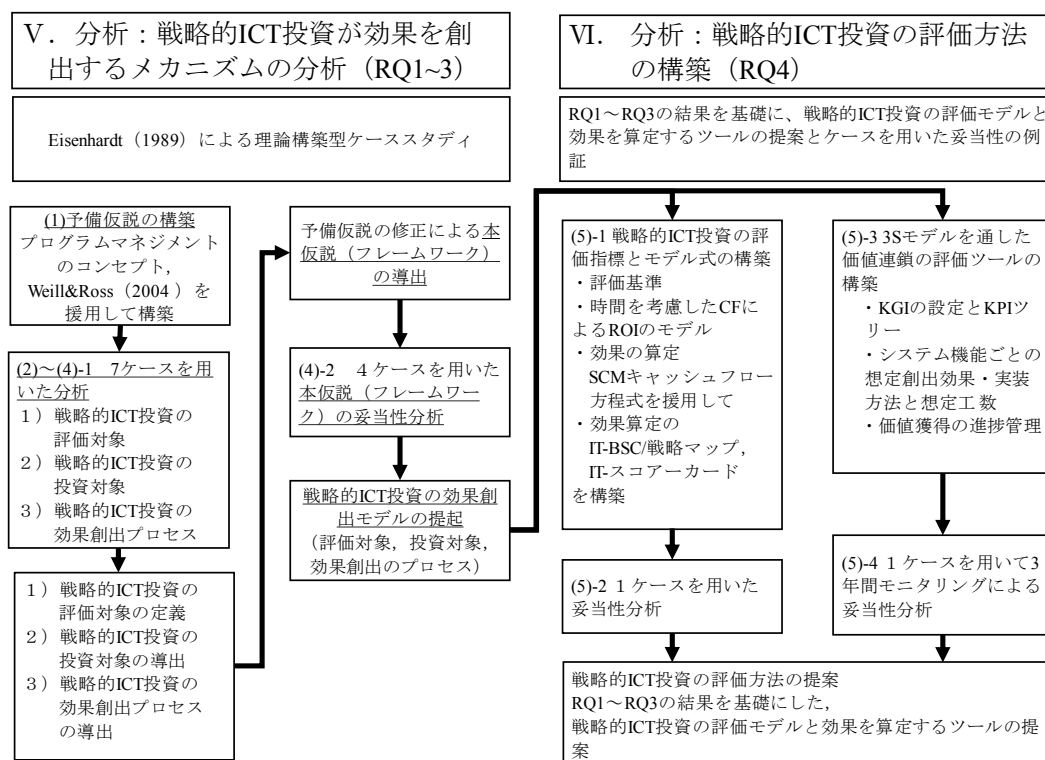 Ⅴ．分析：戦略的ICT投資が効果を創
出するメカニズムの分析（RQ1~3）
Eisenhardt（1989）による理論構築型ケーススタディ
(1)予備仮説の構築
プログラムマネジメント
のコンセプト，
Weill&Ross（2004）を
援用して構築
(2)～(4)-1　7ケースを用
いた分析
１）戦略的ICT投資の
評価対象
２）戦略的ICT投資の
投資対象
３）戦略的ICT投資の
効果創出プロセス
１）戦略的ICT投資の
評価対象の定義
２）戦略的ICT投資の
投資対象の導出
３）戦略的ICT投資の
効果創出プロセス
の導出
予備仮説の修正による本
仮説（フレームワーク）
の導出
(4)-2　４ケースを用いた
本仮説（フレームワー
ク）の妥当性分析
戦略的ICT投資の効果創
出モデルの提起
（評価対象，投資対象，
効果創出のプロセス）
Ⅵ．　分析：戦略的ICT投資の評価方法
の構築（RQ4）
RQ1～RQ3の結果を基礎に、戦略的ICT投資の評価モデルと
効果を算定するツールの提案とケースを用いた妥当性の例
証
(5)-1 戦略的ICT投資の評
価指標とモデル式の構築
・評価基準
・時間を考慮したCFに
よるROIのモデル
・効果の算定
SCMキャッシュフロー
方程式を援用して
・効果算定の
IT-BSC/戦略マップ，
IT-スコアーカード
を構築
(5)-2 １ケースを用いた
妥当性分析
(5)-3 3Sモデルを通した
価値連鎖の評価ツールの
構築
・KGIの設定とKPIツ
リー
・システム機能ごとの
想定創出効果・実装
方法と想定工数
・価値獲得の進捗管理
(5)-4 １ケースを用いて3
年間モニタリングによる
妥当性分析
戦略的ICT投資の評価方法の提案
RQ1～RQ3の結果を基礎にした，
戦略的ICT投資の評価モデルと効果を算定するツールの提
案